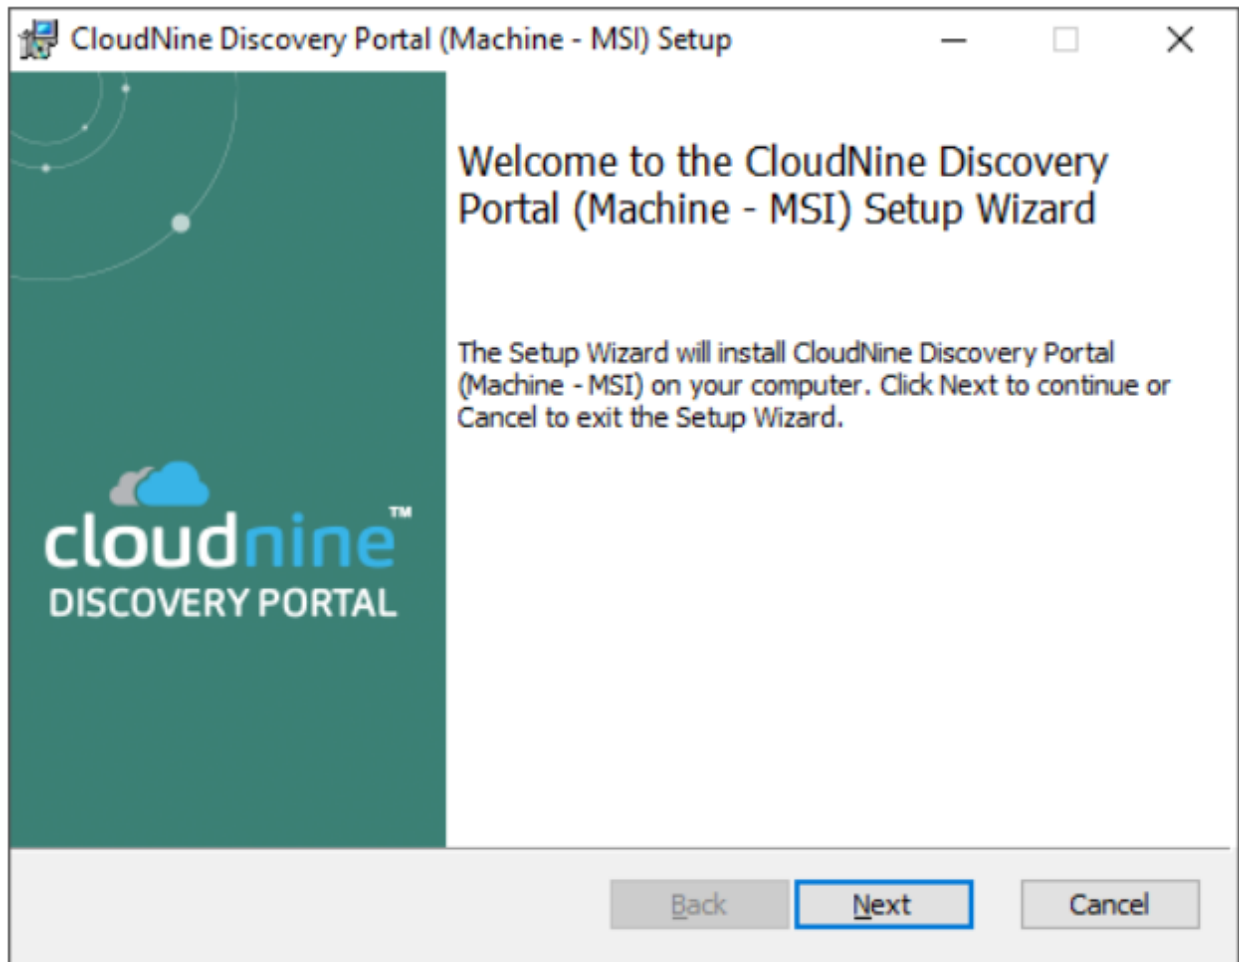 CloudNine Discovery Portal (Machine - MSI) Setup
Welcome to the CloudNine Discovery
Portal (Machine - MSI) Setup Wizard
The Setup Wizard will install CloudNine Discovery Portal
(Machine - MSI) on your computer. Click Next to continue or
Cancel to exit the Setup Wizard.
cloudnine™
DISCOVERY PORTAL
Back
Next
Cancel